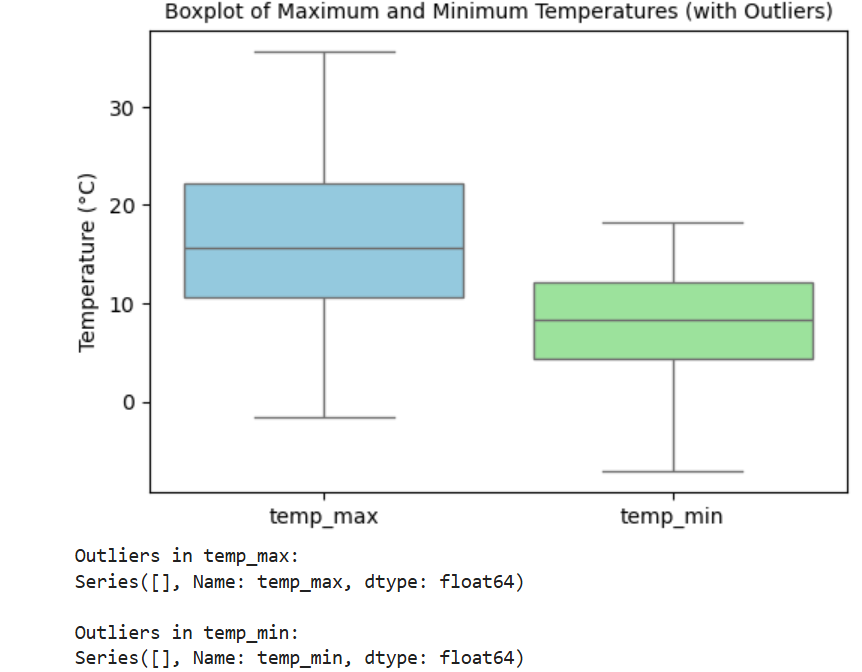 Boxplot of Maximum and Minimum Temperatures (with Outliers)
Temperature (°C)
30
20
10
0
temp_max temp_min
Outliers in temp_max:
Series([], Name: temp_max, dtype: float64)
Outliers in temp_min:
Series([], Name: temp_min, dtype: float64)